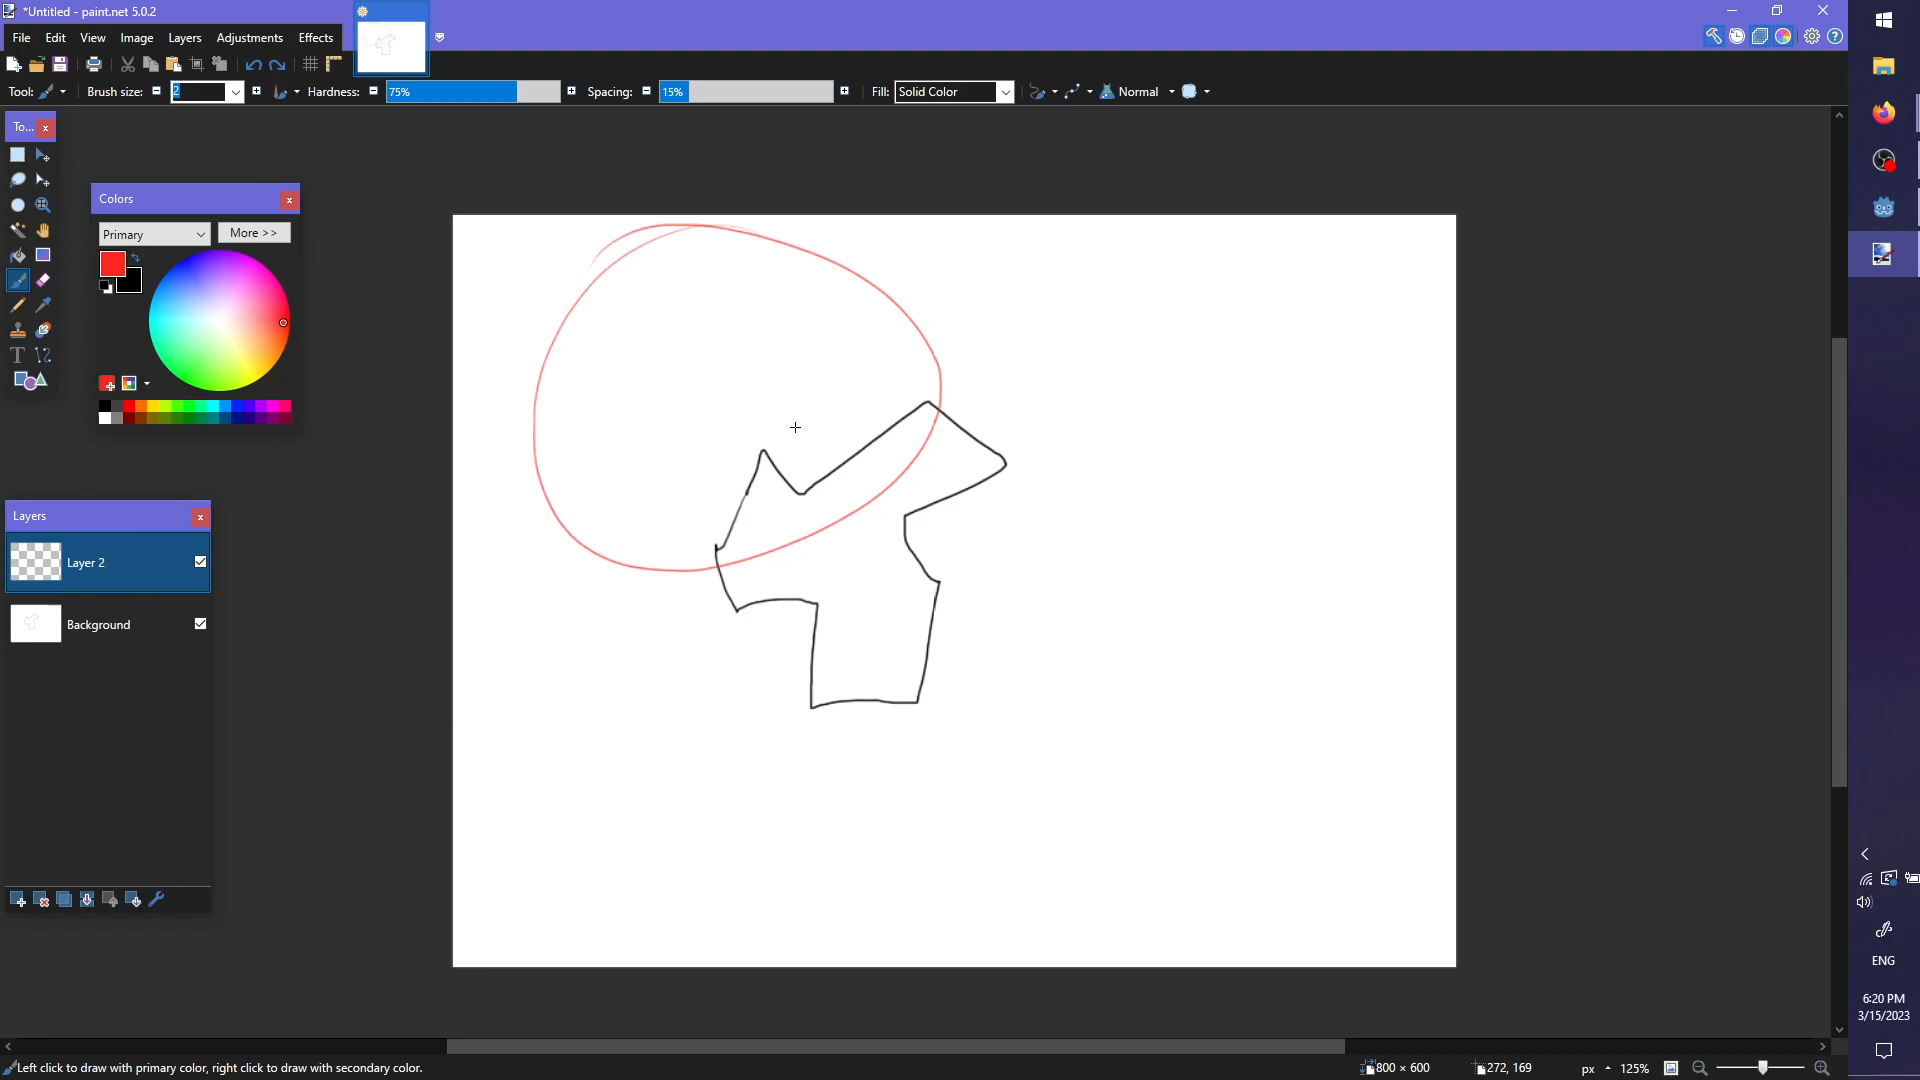 *Untitled - paint.net 5.0.2
File Edit View Image Layers Adjustments Effects
Tool: Brush size: 2 Hardness: 75% Spacing: 15% Fill: Solid Color Normal
To...
Colors
Primary More >>
Layers
Layer 2
Background
ENG
6:20 PM
3/15/2023
Left click to draw with primary color, right click to draw with secondary color. 800 × 600 272, 169 px 125%